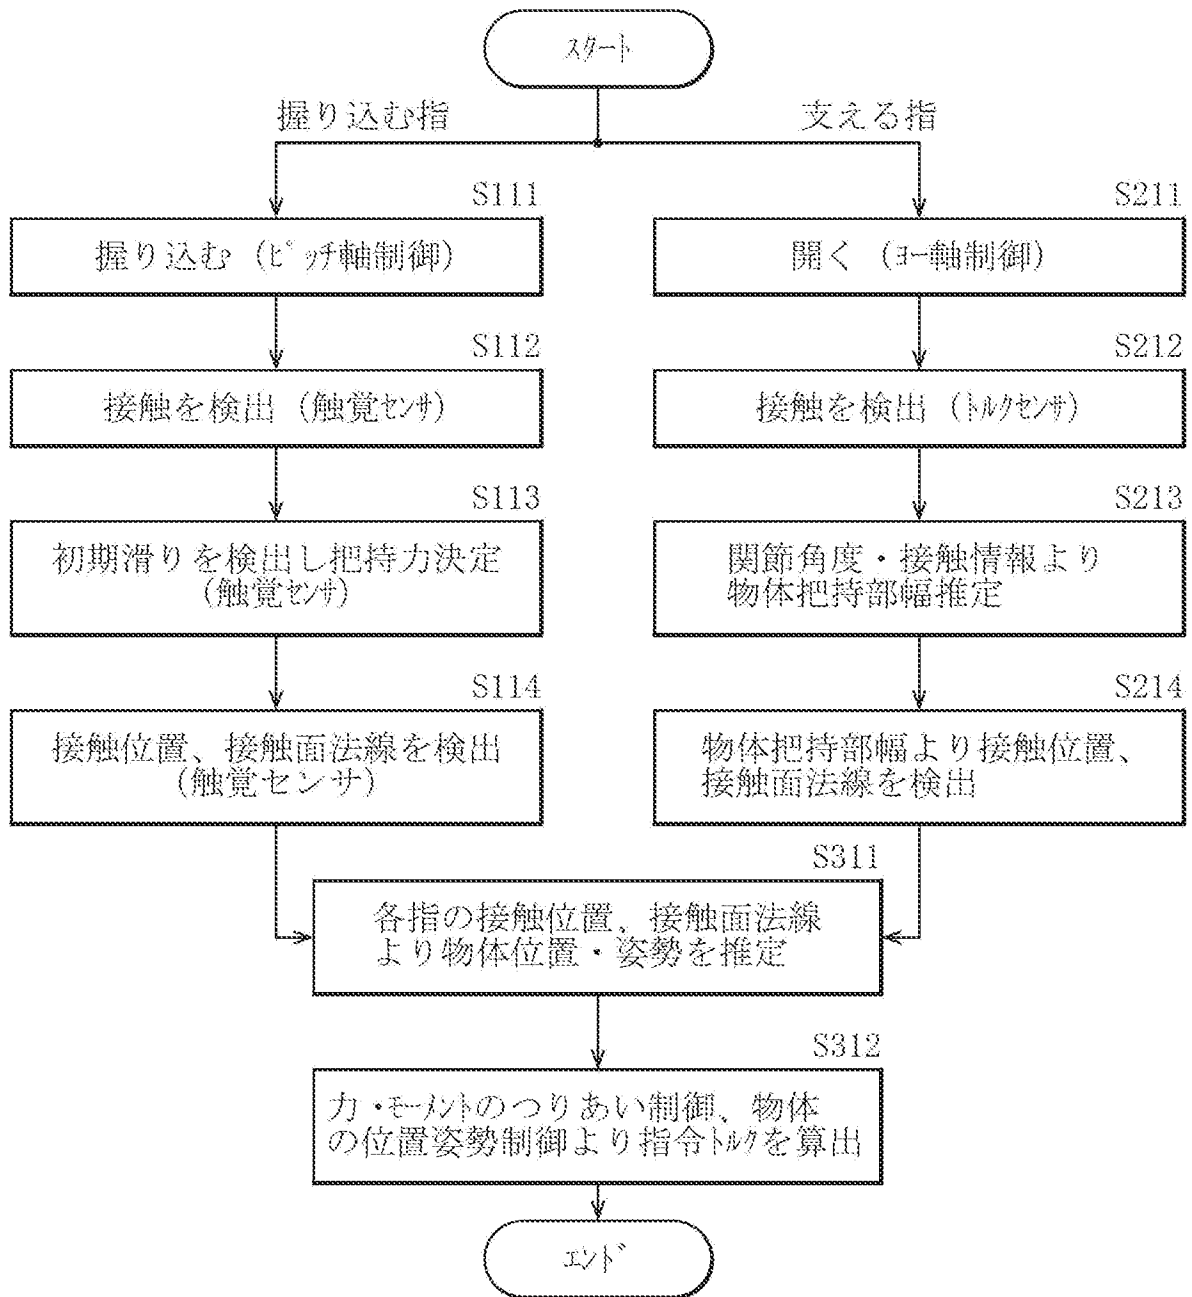 スタート
握り込む指
支える指
S111
握り込む (ﾋﾟｯﾁ軸制御)
S112
接触を検出 (触覚ｾﾝｻ)
S113
初期滑りを検出し把持力決定
(触覚ｾﾝｻ)
S114
接触位置、接触面法線を検出
(触覚センサ)
S211
開く (ﾖｰ軸制御)
S212
接触を検出 (ﾄﾙｸｾﾝｻ)
S213
関節角度・接触情報より
物体把持部幅推定
S214
物体把持部幅より接触位置、
接触面法線を検出
S311
各指の接触位置、接触面法線
より物体位置・姿勢を推定
S312
力・ﾓｰﾒﾝﾄのつりあい制御、物体
の位置姿勢制御より指令ﾄﾙｸを算出
エンド